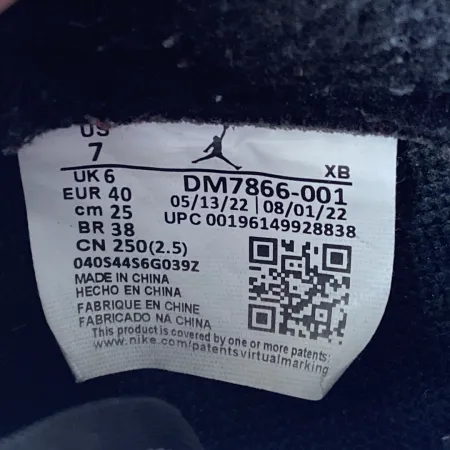 US
7
UK 6
EUR 40
cm 25
BR 38
CN 250(2.5)
040S44S6G039Z
XB
DM7866-001
05/13/22 | 08/01/22
UPC 00196149928838
MADE IN CHINA
HECHO EN CHINA
FABRIQUE EN CHINE
FABRICADO NA CHINA
This product is covered by one or more patents:
www.nike.com/patentsvirtualmarking